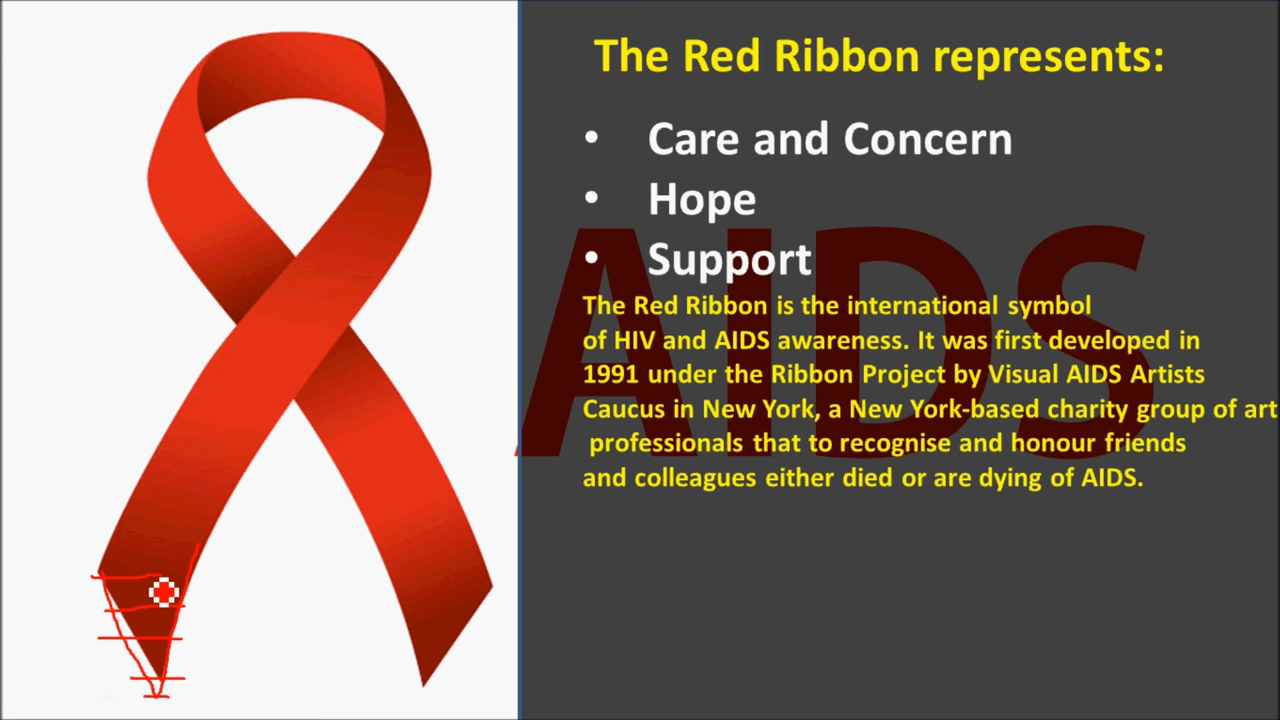 The Red Ribbon represents:
• Care and Concern
• Hope
• Support
AIDS
The Red Ribbon is the international symbol
of HIV and AIDS awareness. It was first developed in
1991 under the Ribbon Project by Visual AIDS Artists
Caucus in New York, a New York-based charity group of art
professionals that to recognise and honour friends
and colleagues either died or are dying of AIDS.